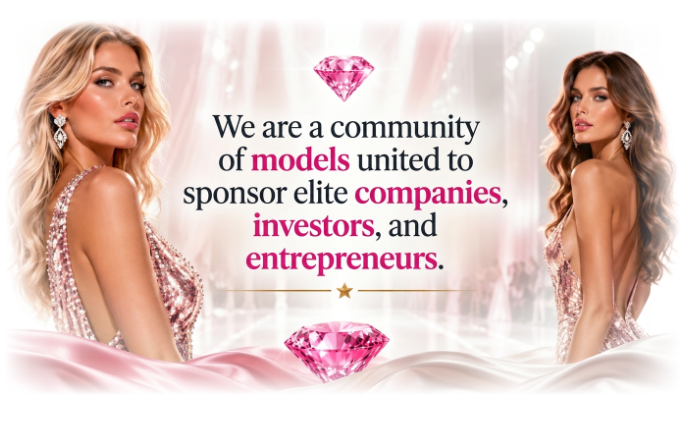 We are a community
of models united to
sponsor elite companies,
investors, and
entrepreneurs.